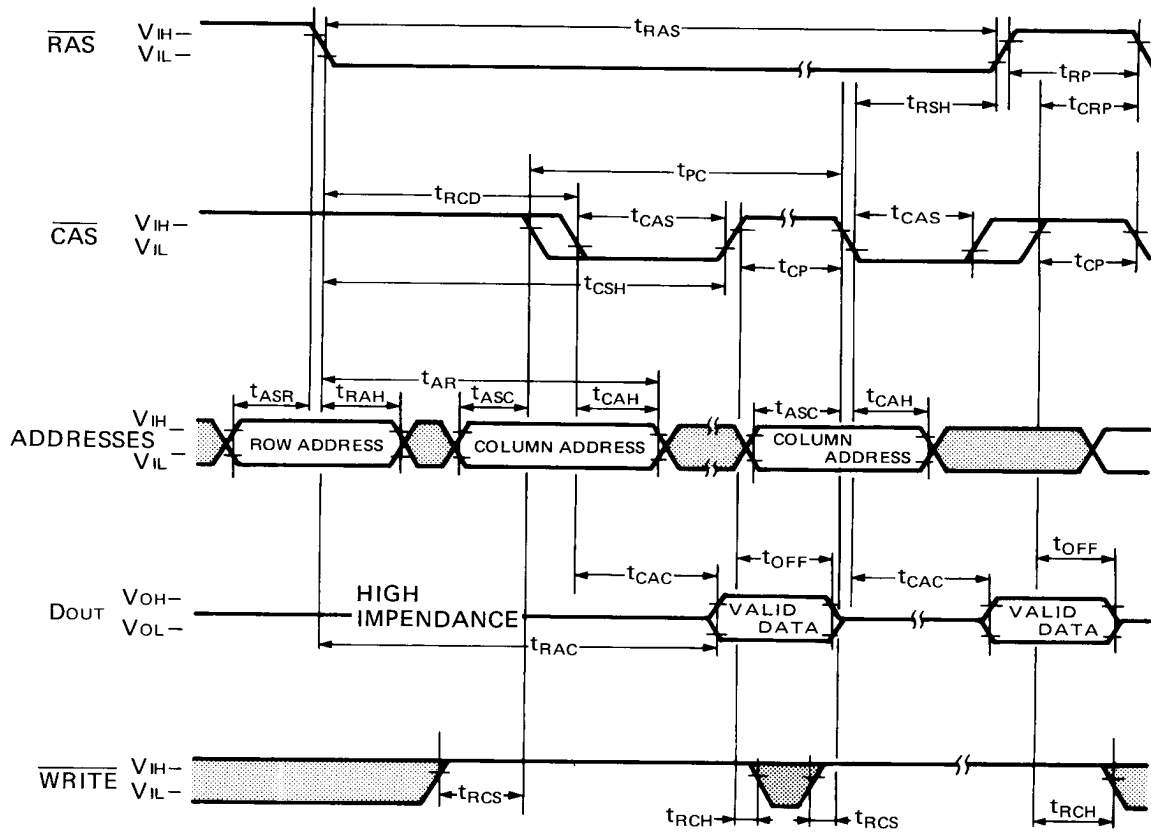 RAS
VIH
VIL
tRAS
tRP
tRSH
tCRP
tPC
tRCD
CAS
VIH
VIL
tCAS
tCAS
tCP
tCP
tCSH
tAR
tASR
tRAH
tASC
tCAH
tASC
tCAH
ADDRESSES
VIH
VIL
ROW ADDRESS
COLUMN ADDRESS
COLUMN ADDRESS
tOFF
tOFF
tCAC
tCAC
DOUT
VOH
VOL
HIGH
IMPENDANCE
VALID
DATA
VALID
DATA
tRAC
WRITE
VIH
VIL
tRCS
tRCH
tRCS
tRCH